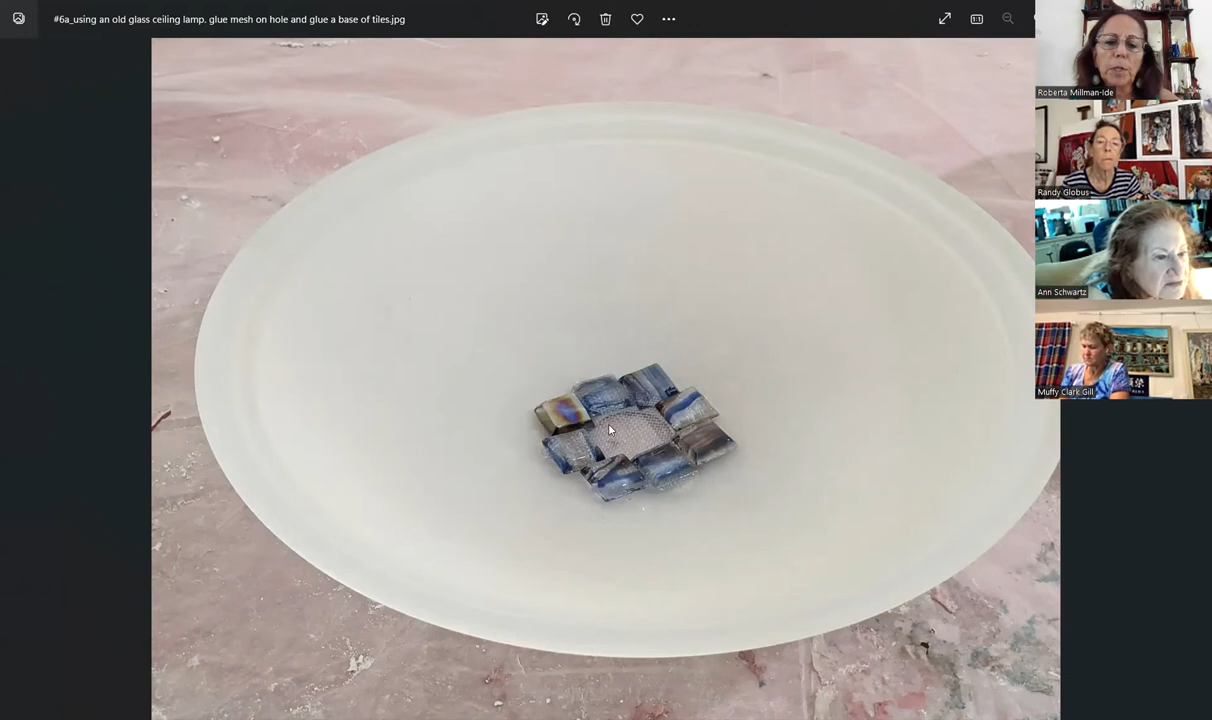 #6a_using an old glass ceiling lamp. glue mesh on hole and glue a base of tiles.jpg
Roberta Millman-Ide
Randy Globus
Ann Schwartz
Muffy Clark Gill